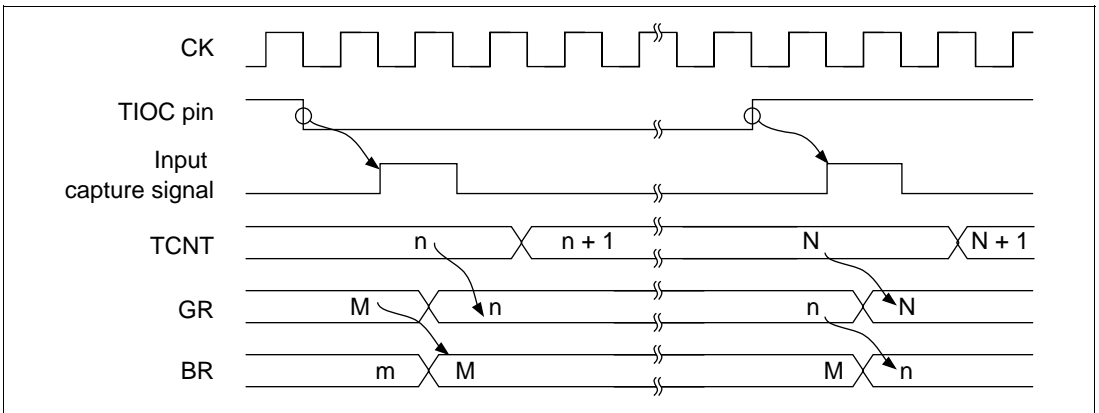 CK
TIOC pin
Input
capture signal
TCNT n n + 1 N N + 1
GR M n n N
BR m M M n